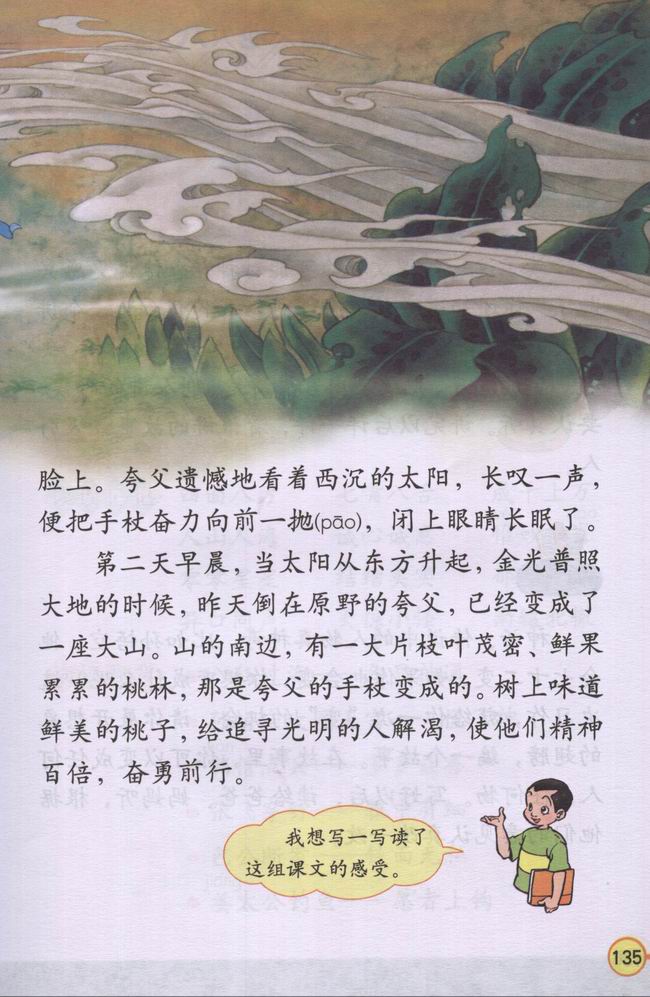 脸上。夸父遗憾地看着西沉的太阳，长叹一声，
便把手杖奋力向前一抛(pāo)，闭上眼睛长眠了。
第二天早晨，当太阳从东方升起，金光普照
大地的时候，昨天倒在原野的夸父，已经变成了
一座大山。山的南边，有一大片枝叶茂密、鲜果
累累的桃林，那是夸父的手杖变成的。树上味道
鲜美的桃子，给追寻光明的人解渴，使他们精神
百倍，奋勇前行。
我想写一写读了
这组课文的感受。
135